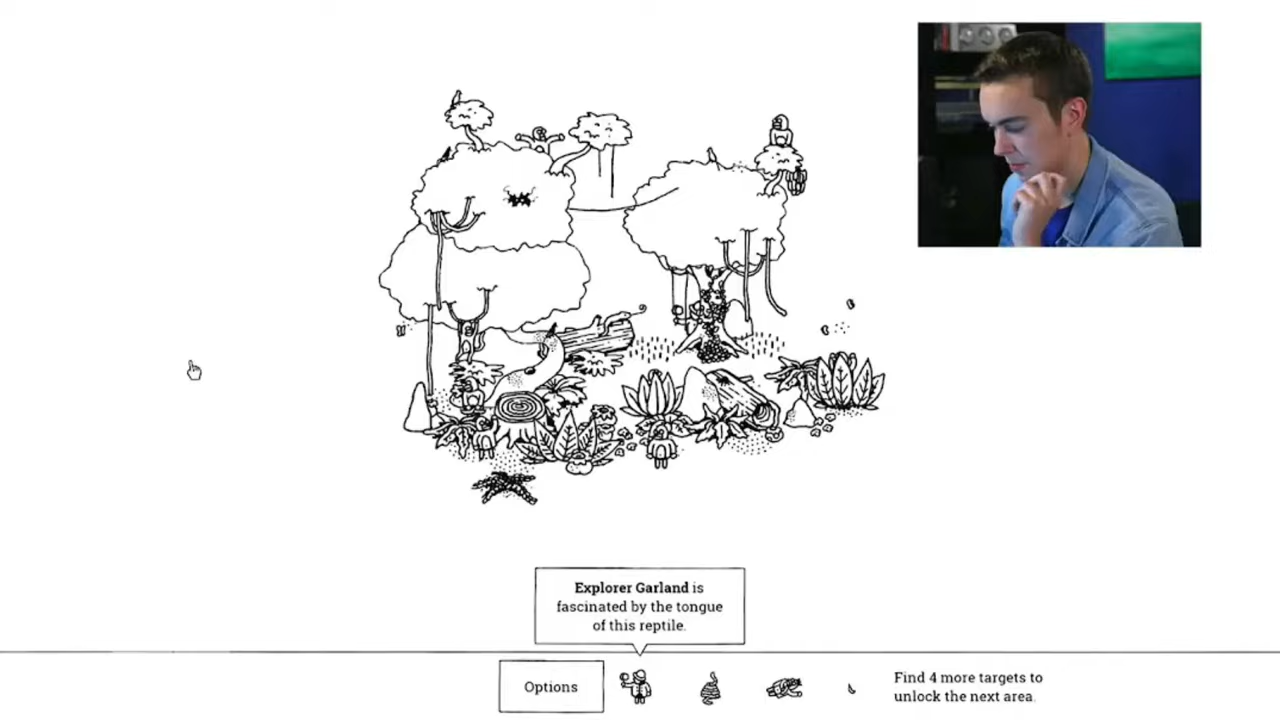 Explorer Garland is
fascinated by the tongue
of this reptile.
Options
Find 4 more targets to
unlock the next area.